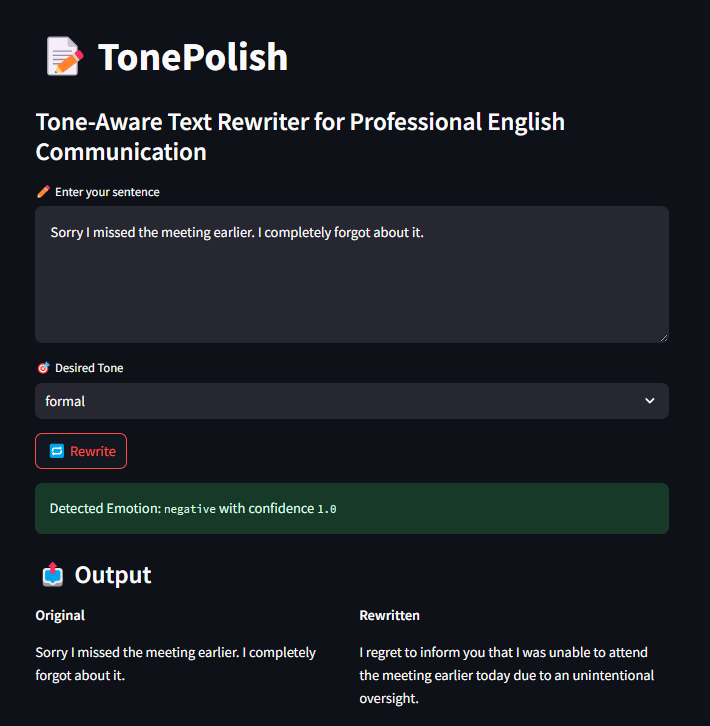 TonePolish
Tone-Aware Text Rewriter for Professional English
Communication
Enter your sentence
Sorry I missed the meeting earlier. I completely forgot about it.
Desired Tone
formal
Rewrite
Detected Emotion: negative with confidence 1.0
Output
Original
Sorry I missed the meeting earlier. I completely
forgot about it.
Rewritten
I regret to inform you that I was unable to attend
the meeting earlier today due to an unintentional
oversight.